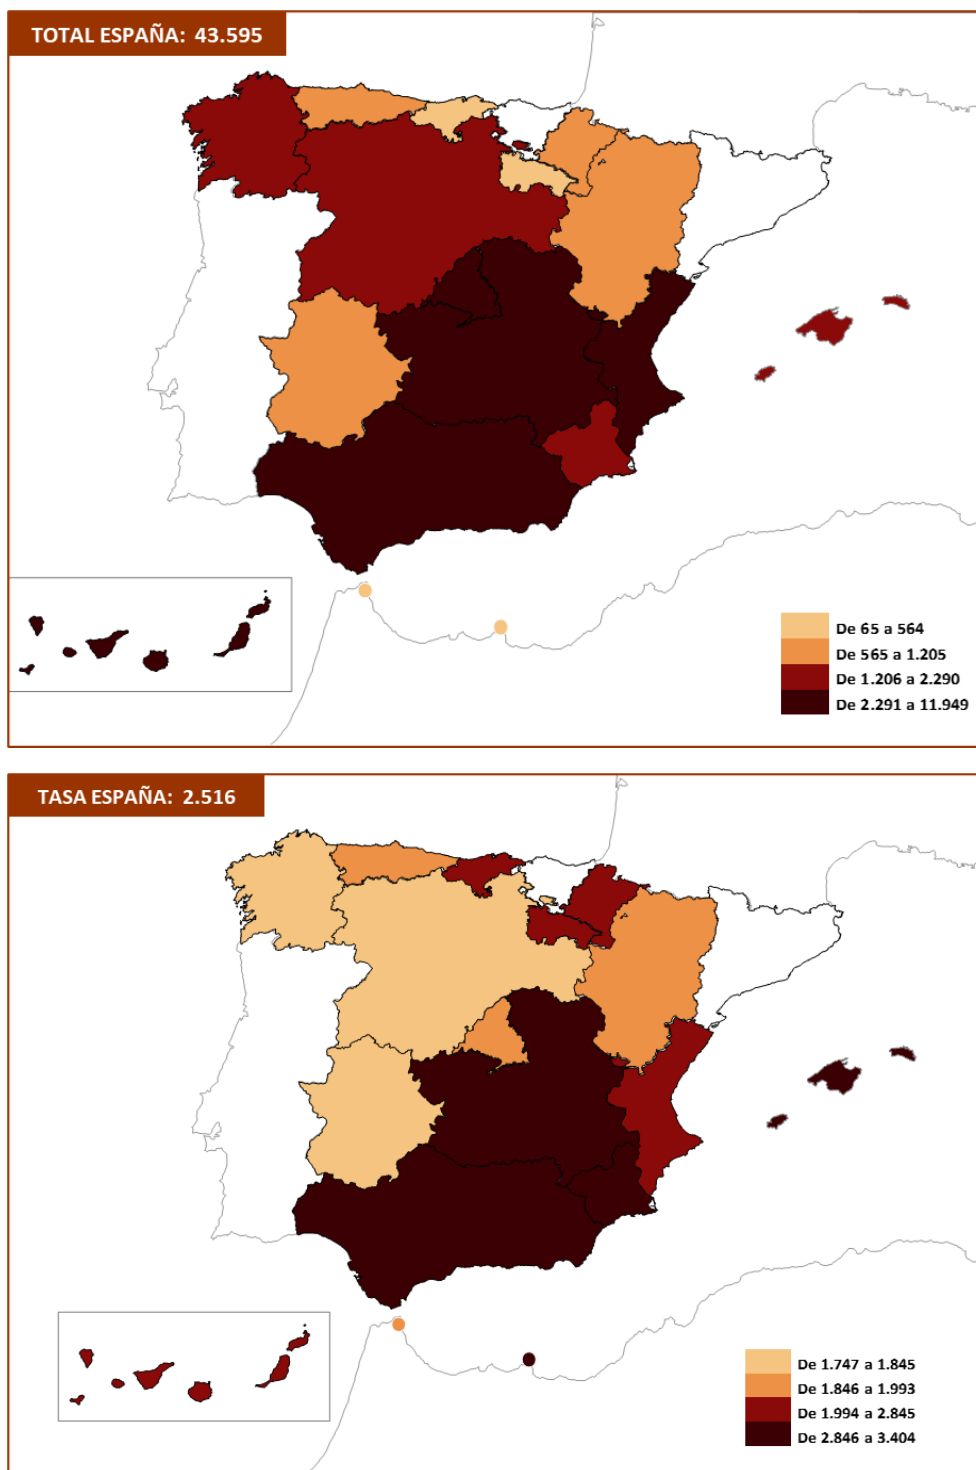 TOTAL ESPAÑA: 43.595
De 65 a 564
De 565 a 1.205
De 1.206 a 2.290
De 2.291 a 11.949
TASA ESPAÑA: 2.516
De 1.747 a 1.845
De 1.846 a 1.993
De 1.994 a 2.845
De 2.846 a 3.404